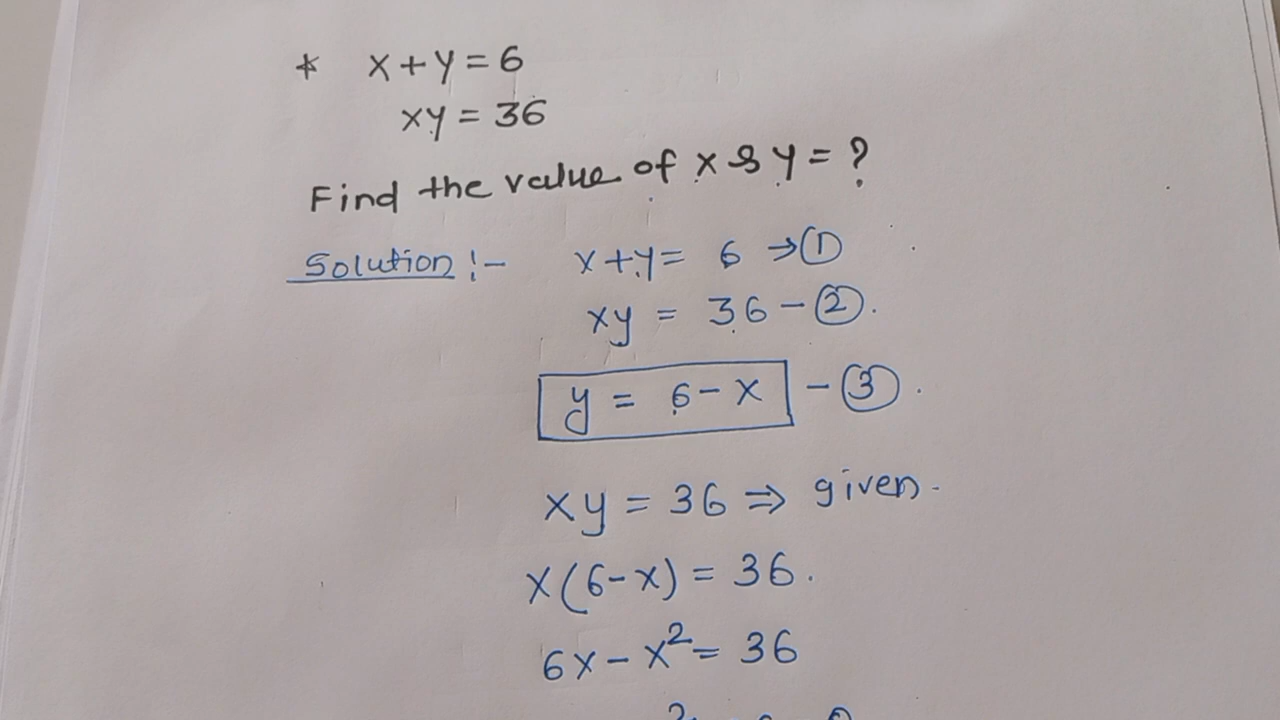 * x+y=6
xy=36
Find the value of x & y = ?
Solution :- x+y= 6 →①
xy = 36 -②.
y = 6-x -③.
xy = 36 ⇒ given.
x(6-x) = 36.
6x-x²= 36